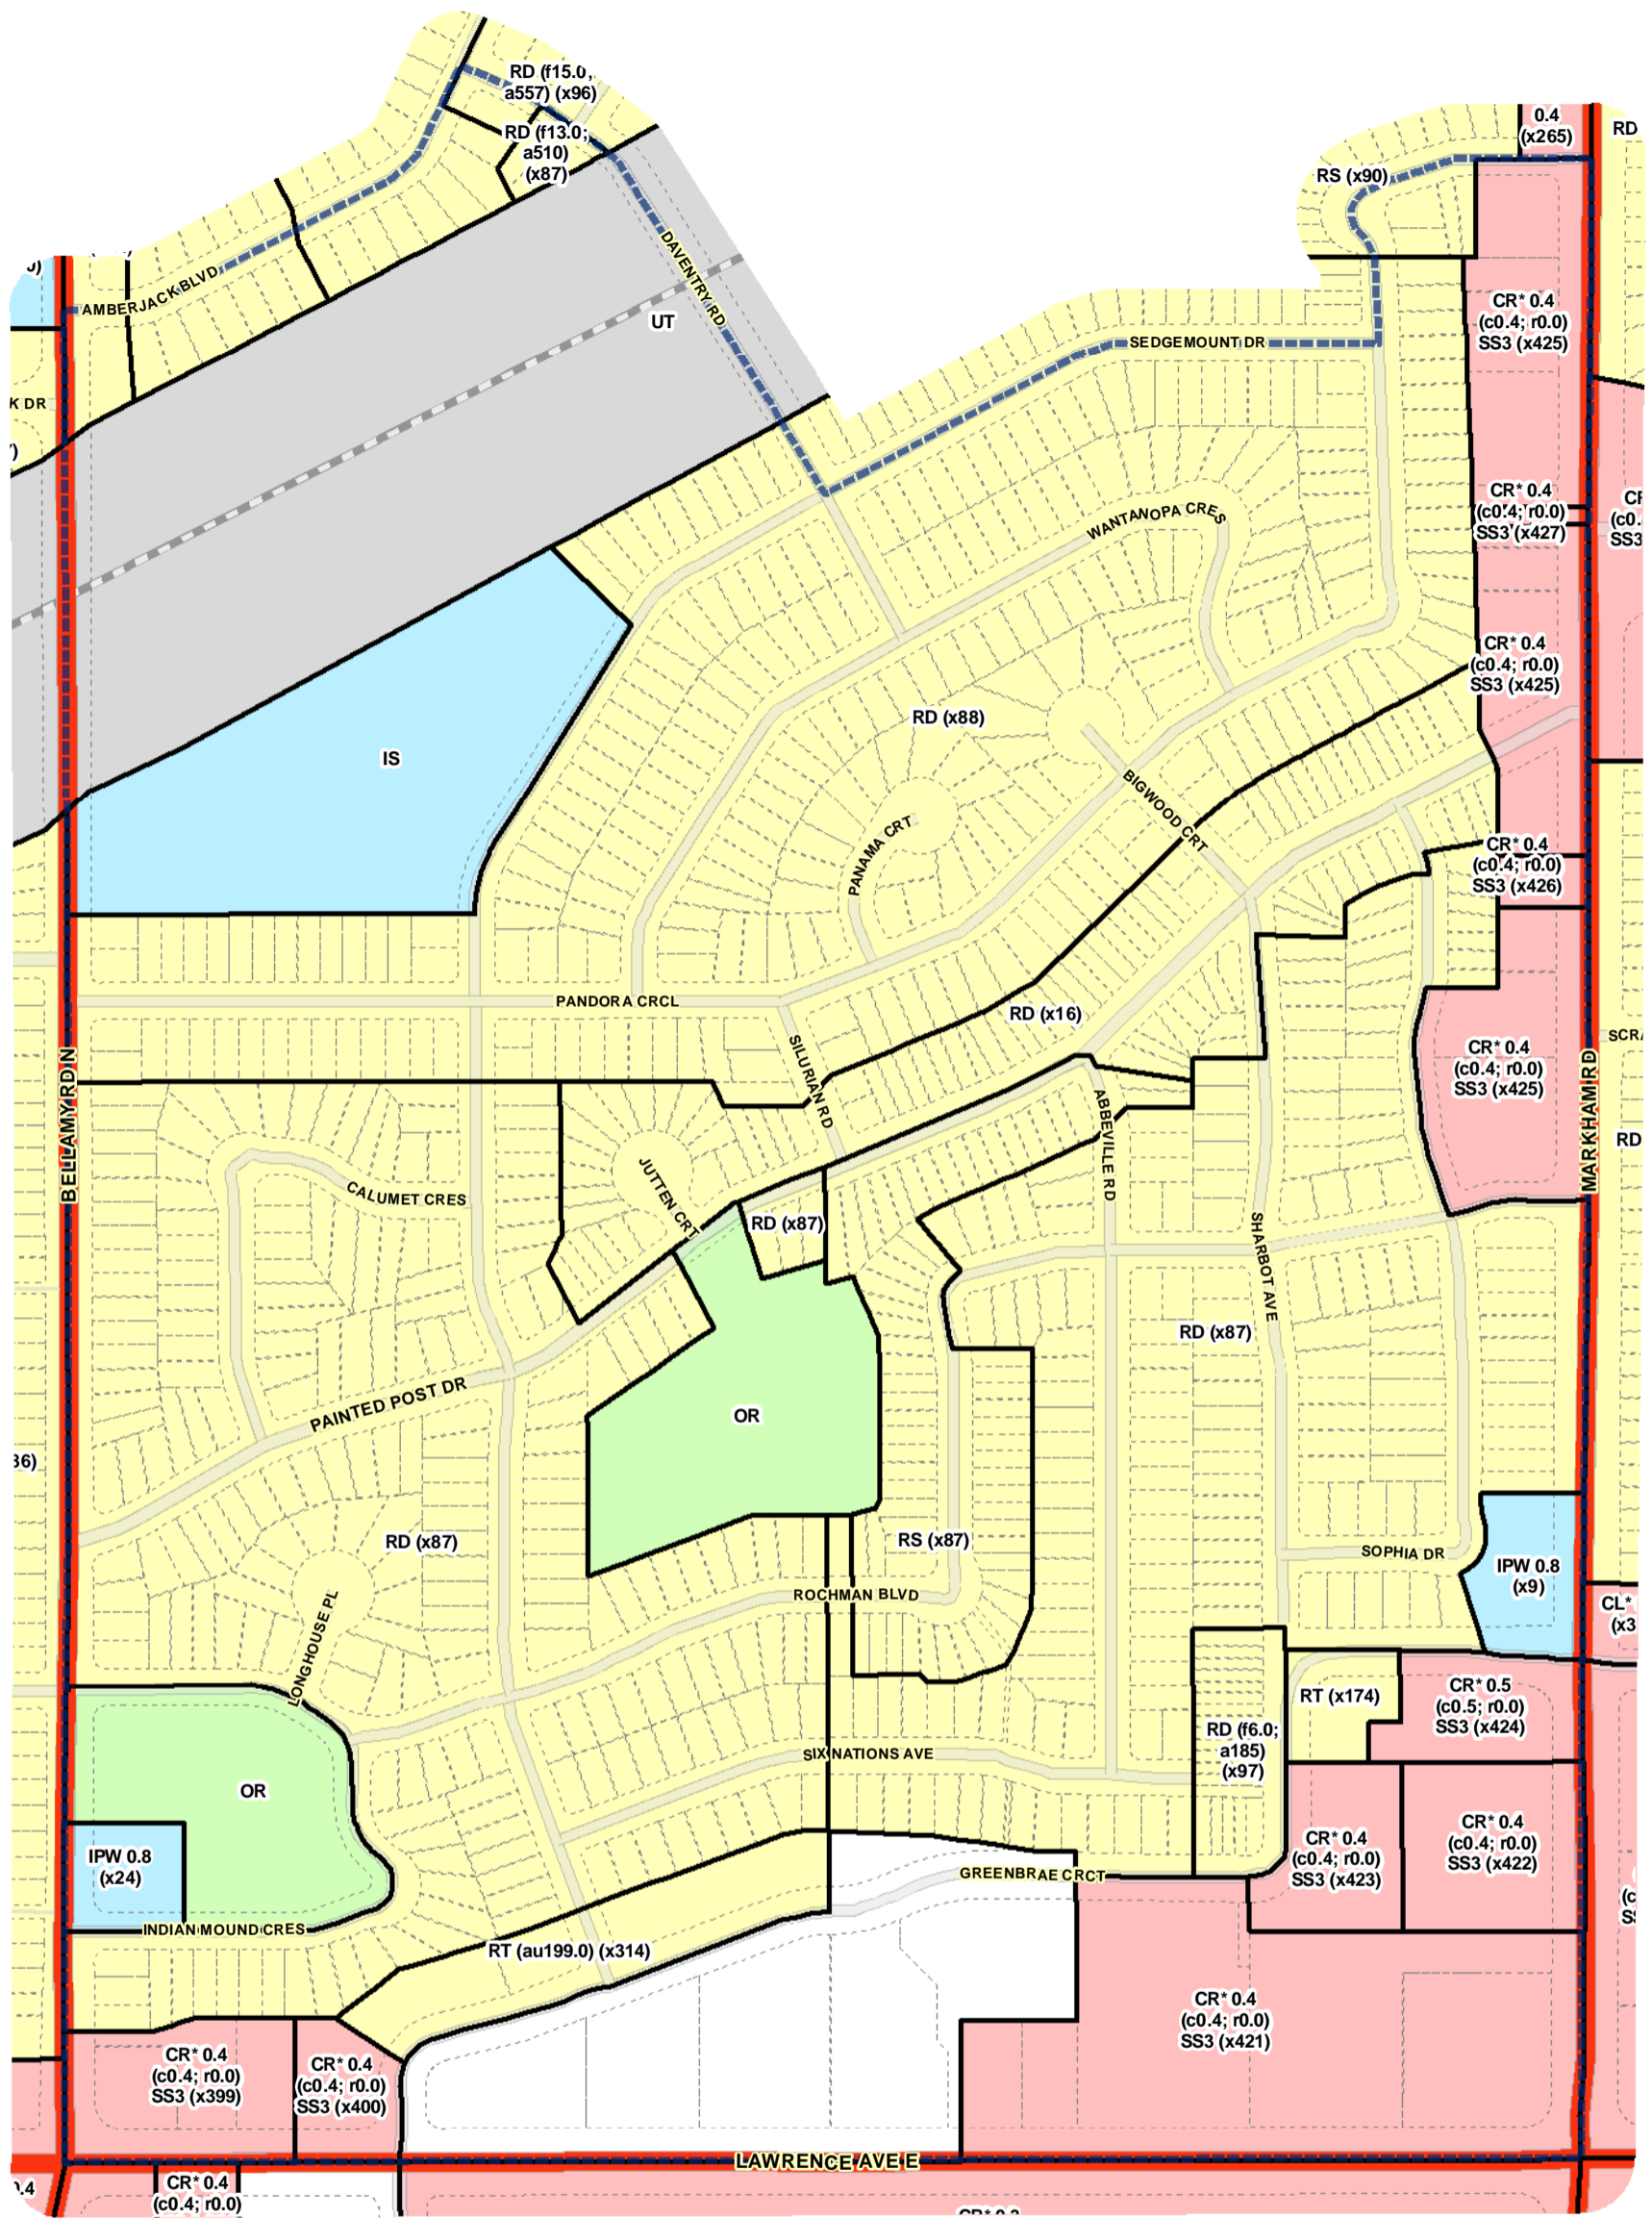 RD (f15.0;
a557) (x96)
RD (f13.0;
a510)
(x87)
0.4
(x265)
RD
RS (x90)
AMBERJACK BLVD
DAVENTRY RD
UT
SEDGEMOUNT DR
CR* 0.4
(c0.4; r0.0)
SS3 (x425)
K DR
CR* 0.4
(c0.4; r0.0)
SS3 (x427)
(c0.
SS3
WANTANOPA CRES
CR* 0.4
(c0.4; r0.0)
SS3 (x425)
RD (x88)
IS
BIGWOOD CRT
PANAMA CRT
CR* 0.4
(c0.4; r0.0)
SS3 (x426)
PANDORA CRCL
RD (x16)
SILURIAN RD
CR* 0.4
(c0.4; r0.0)
SS3 (x425)
SCRA
BELLAMY RD N
MARKHAM RD
ABBEVILLE RD
RD
JUTTEN CRT
CALUMET CRES
RD (x87)
SHARBOT AVE
RD (x87)
PAINTED POST DR
OR
36)
RD (x87)
RS (x87)
SOPHIA DR
IPW 0.8
(x9)
ROCHMAN BLVD
CL*
(x3
LONGHOUSE PL
RT (x174)
CR* 0.5
(c0.5; r0.0)
SS3 (x424)
RD (f6.0;
a185)
(x97)
SIX NATIONS AVE
OR
CR* 0.4
(c0.4; r0.0)
SS3 (x422)
CR* 0.4
(c0.4; r0.0)
SS3 (x423)
IPW 0.8
(x24)
GREENBRAE CRCT
INDIAN MOUND CRES
RT (au199.0) (x314)
CR* 0.4
(c0.4; r0.0)
SS3 (x421)
CR* 0.4
(c0.4; r0.0)
SS3 (x399)
CR* 0.4
(c0.4; r0.0)
SS3 (x400)
LAWRENCE AVE E
CR* 0.4
(c0.4; r0.0)